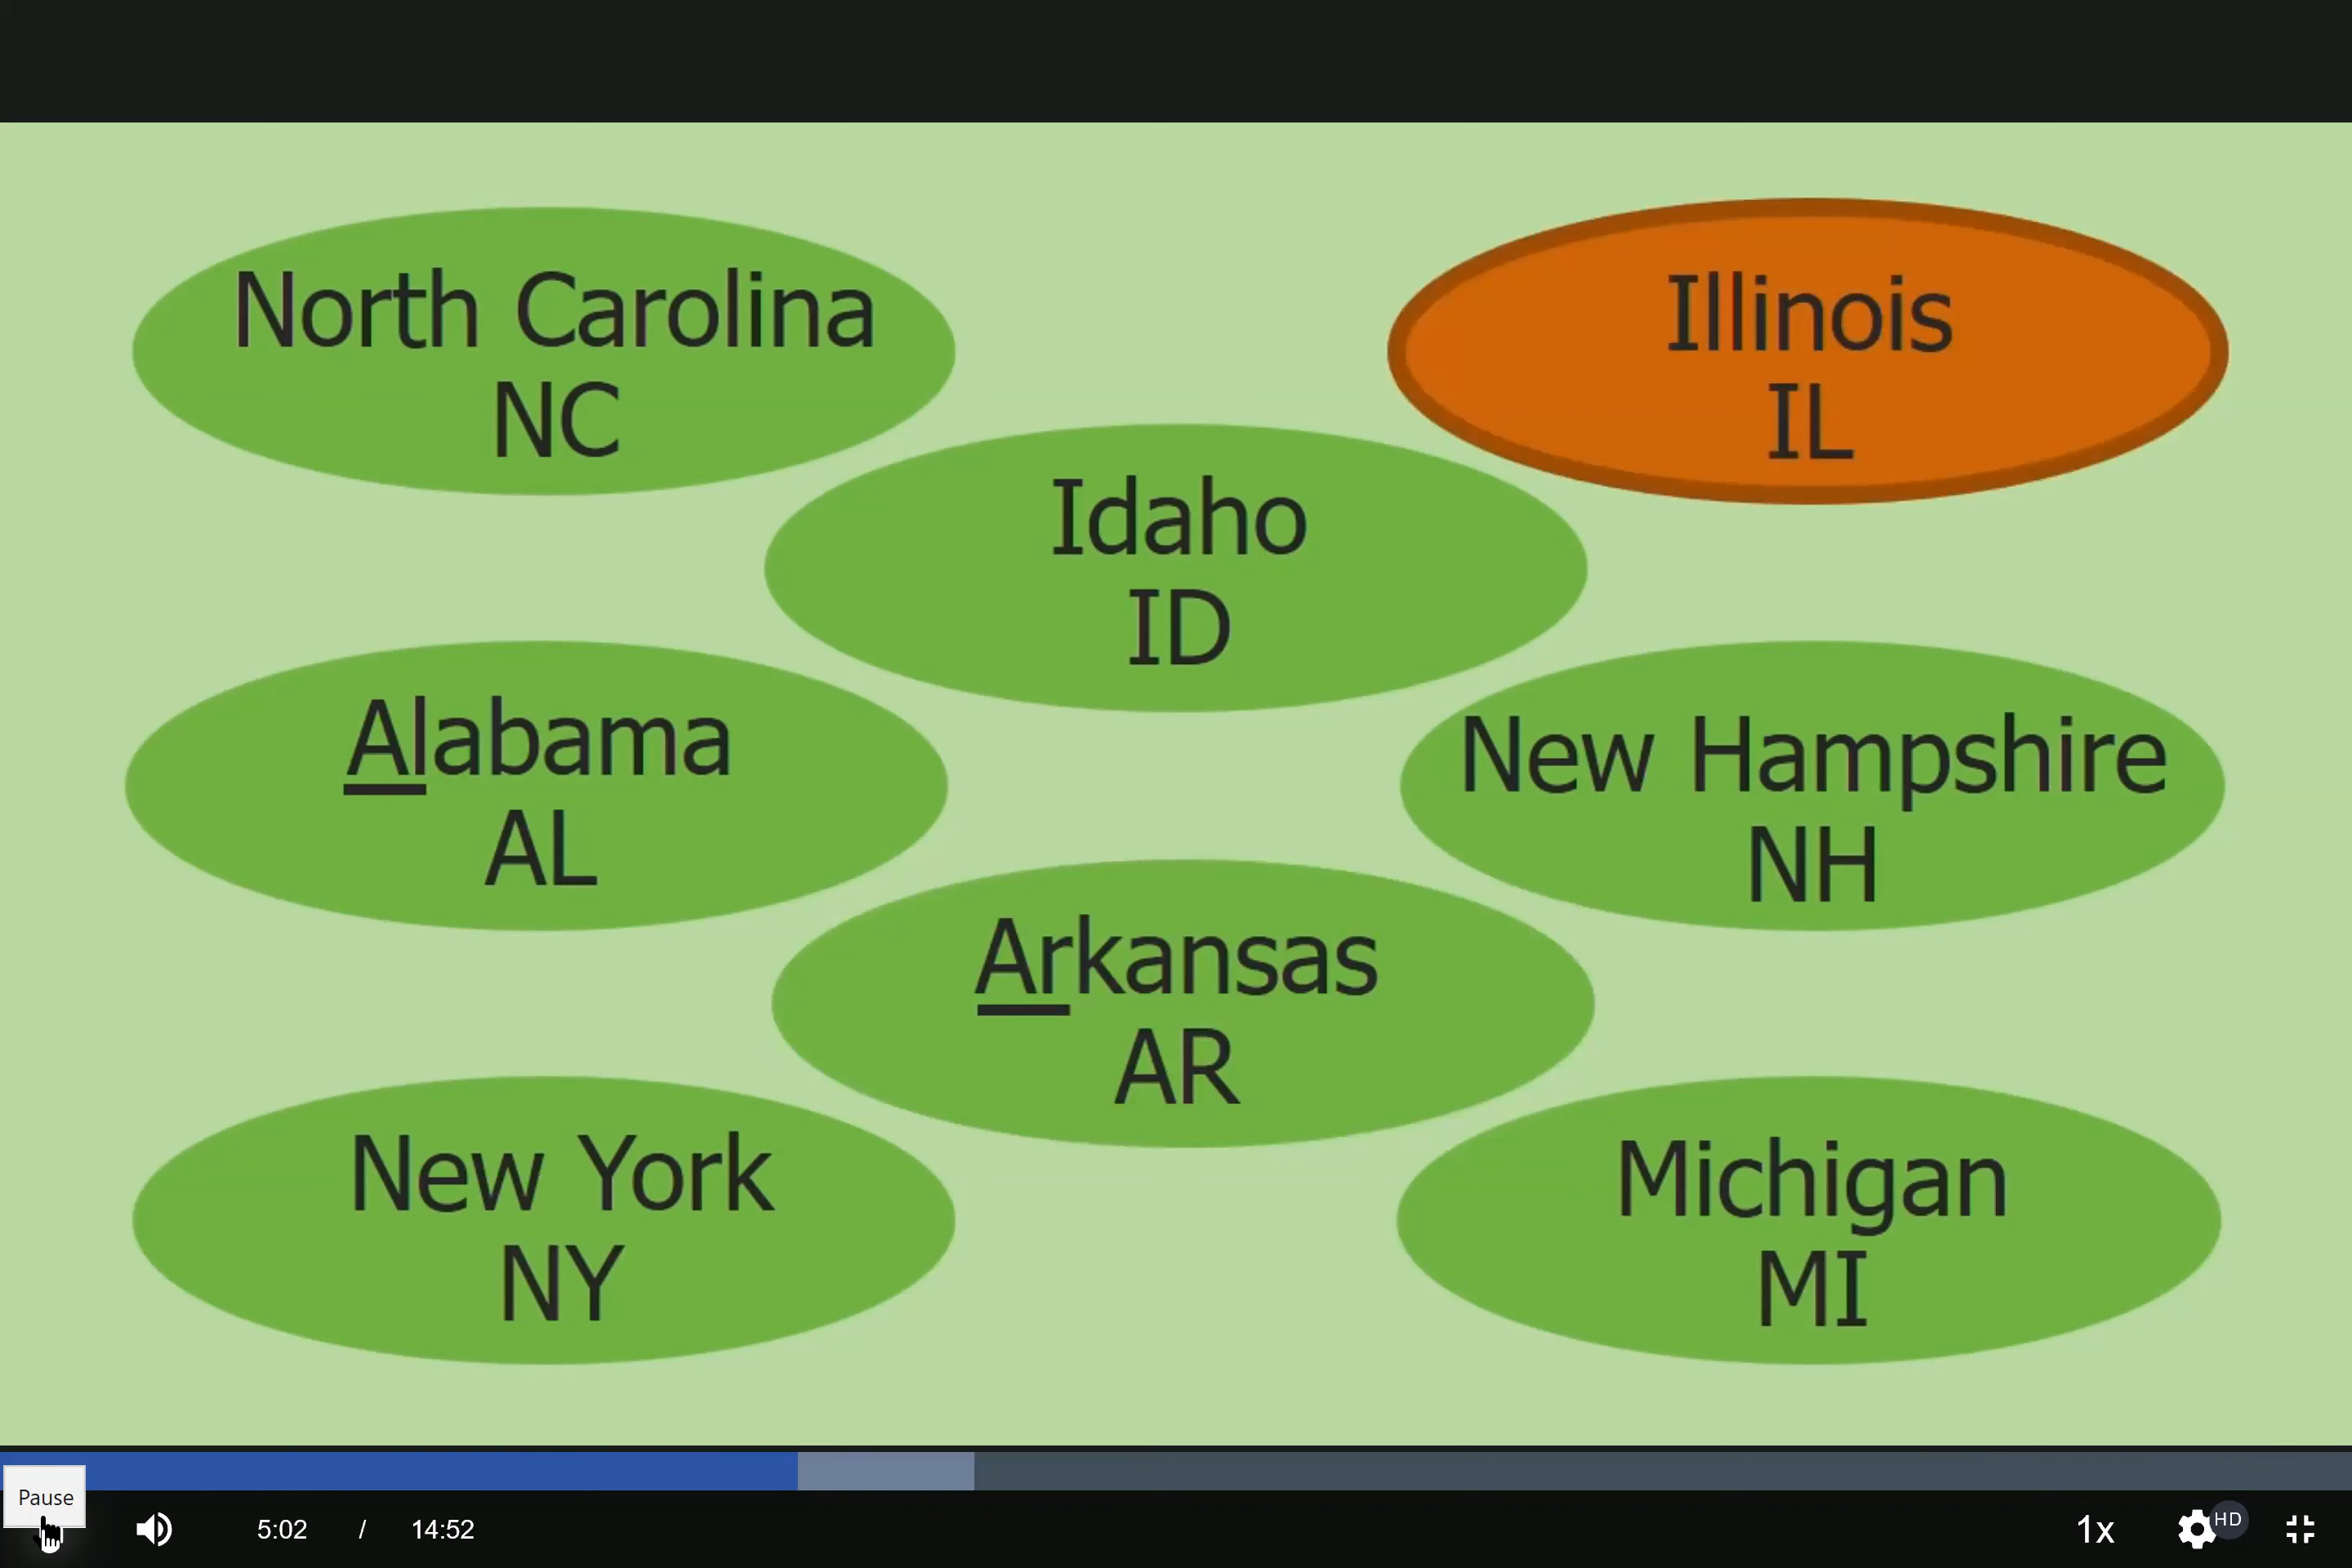 North Carolina
NC
Illinois
IL
Idaho
ID
Alabama
AL
New Hampshire
NH
Arkansas
AR
New York
NY
Michigan
MI
Pause
5:02 / 14:52
1x
HD